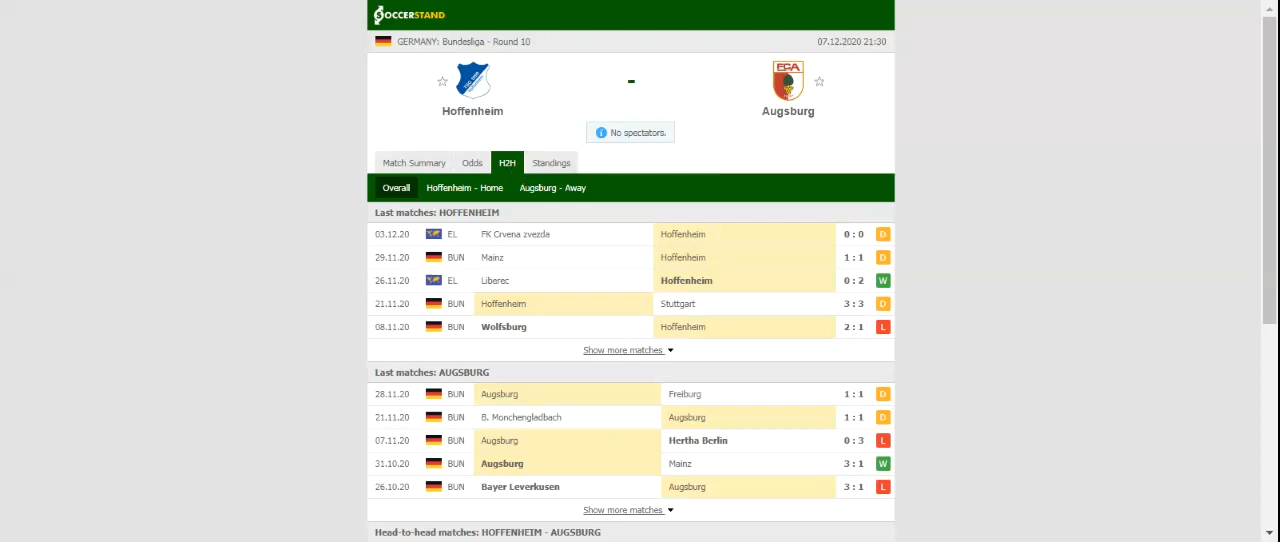 SOCCERSTAND
GERMANY: Bundesliga - Round 10 07.12.2020 21:30
-
Hoffenheim Augsburg
No spectators.
Match Summary Odds H2H Standings
Overall Hoffenheim - Home Augsburg - Away
Last matches: HOFFENHEIM
03.12.20 EL FK Crvena zvezda Hoffenheim 0 : 0 D
29.11.20 BUN Mainz Hoffenheim 1 : 1 D
26.11.20 EL Liberec Hoffenheim 0 : 2 W
21.11.20 BUN Hoffenheim Stuttgart 3 : 3 D
08.11.20 BUN Wolfsburg Hoffenheim 2 : 1 L
Show more matches
Last matches: AUGSBURG
28.11.20 BUN Augsburg Freiburg 1 : 1 D
21.11.20 BUN B. Monchengladbach Augsburg 1 : 1 D
07.11.20 BUN Augsburg Hertha Berlin 0 : 3 L
31.10.20 BUN Augsburg Mainz 3 : 1 W
26.10.20 BUN Bayer Leverkusen Augsburg 3 : 1 L
Show more matches
Head-to-head matches: HOFFENHEIM - AUGSBURG